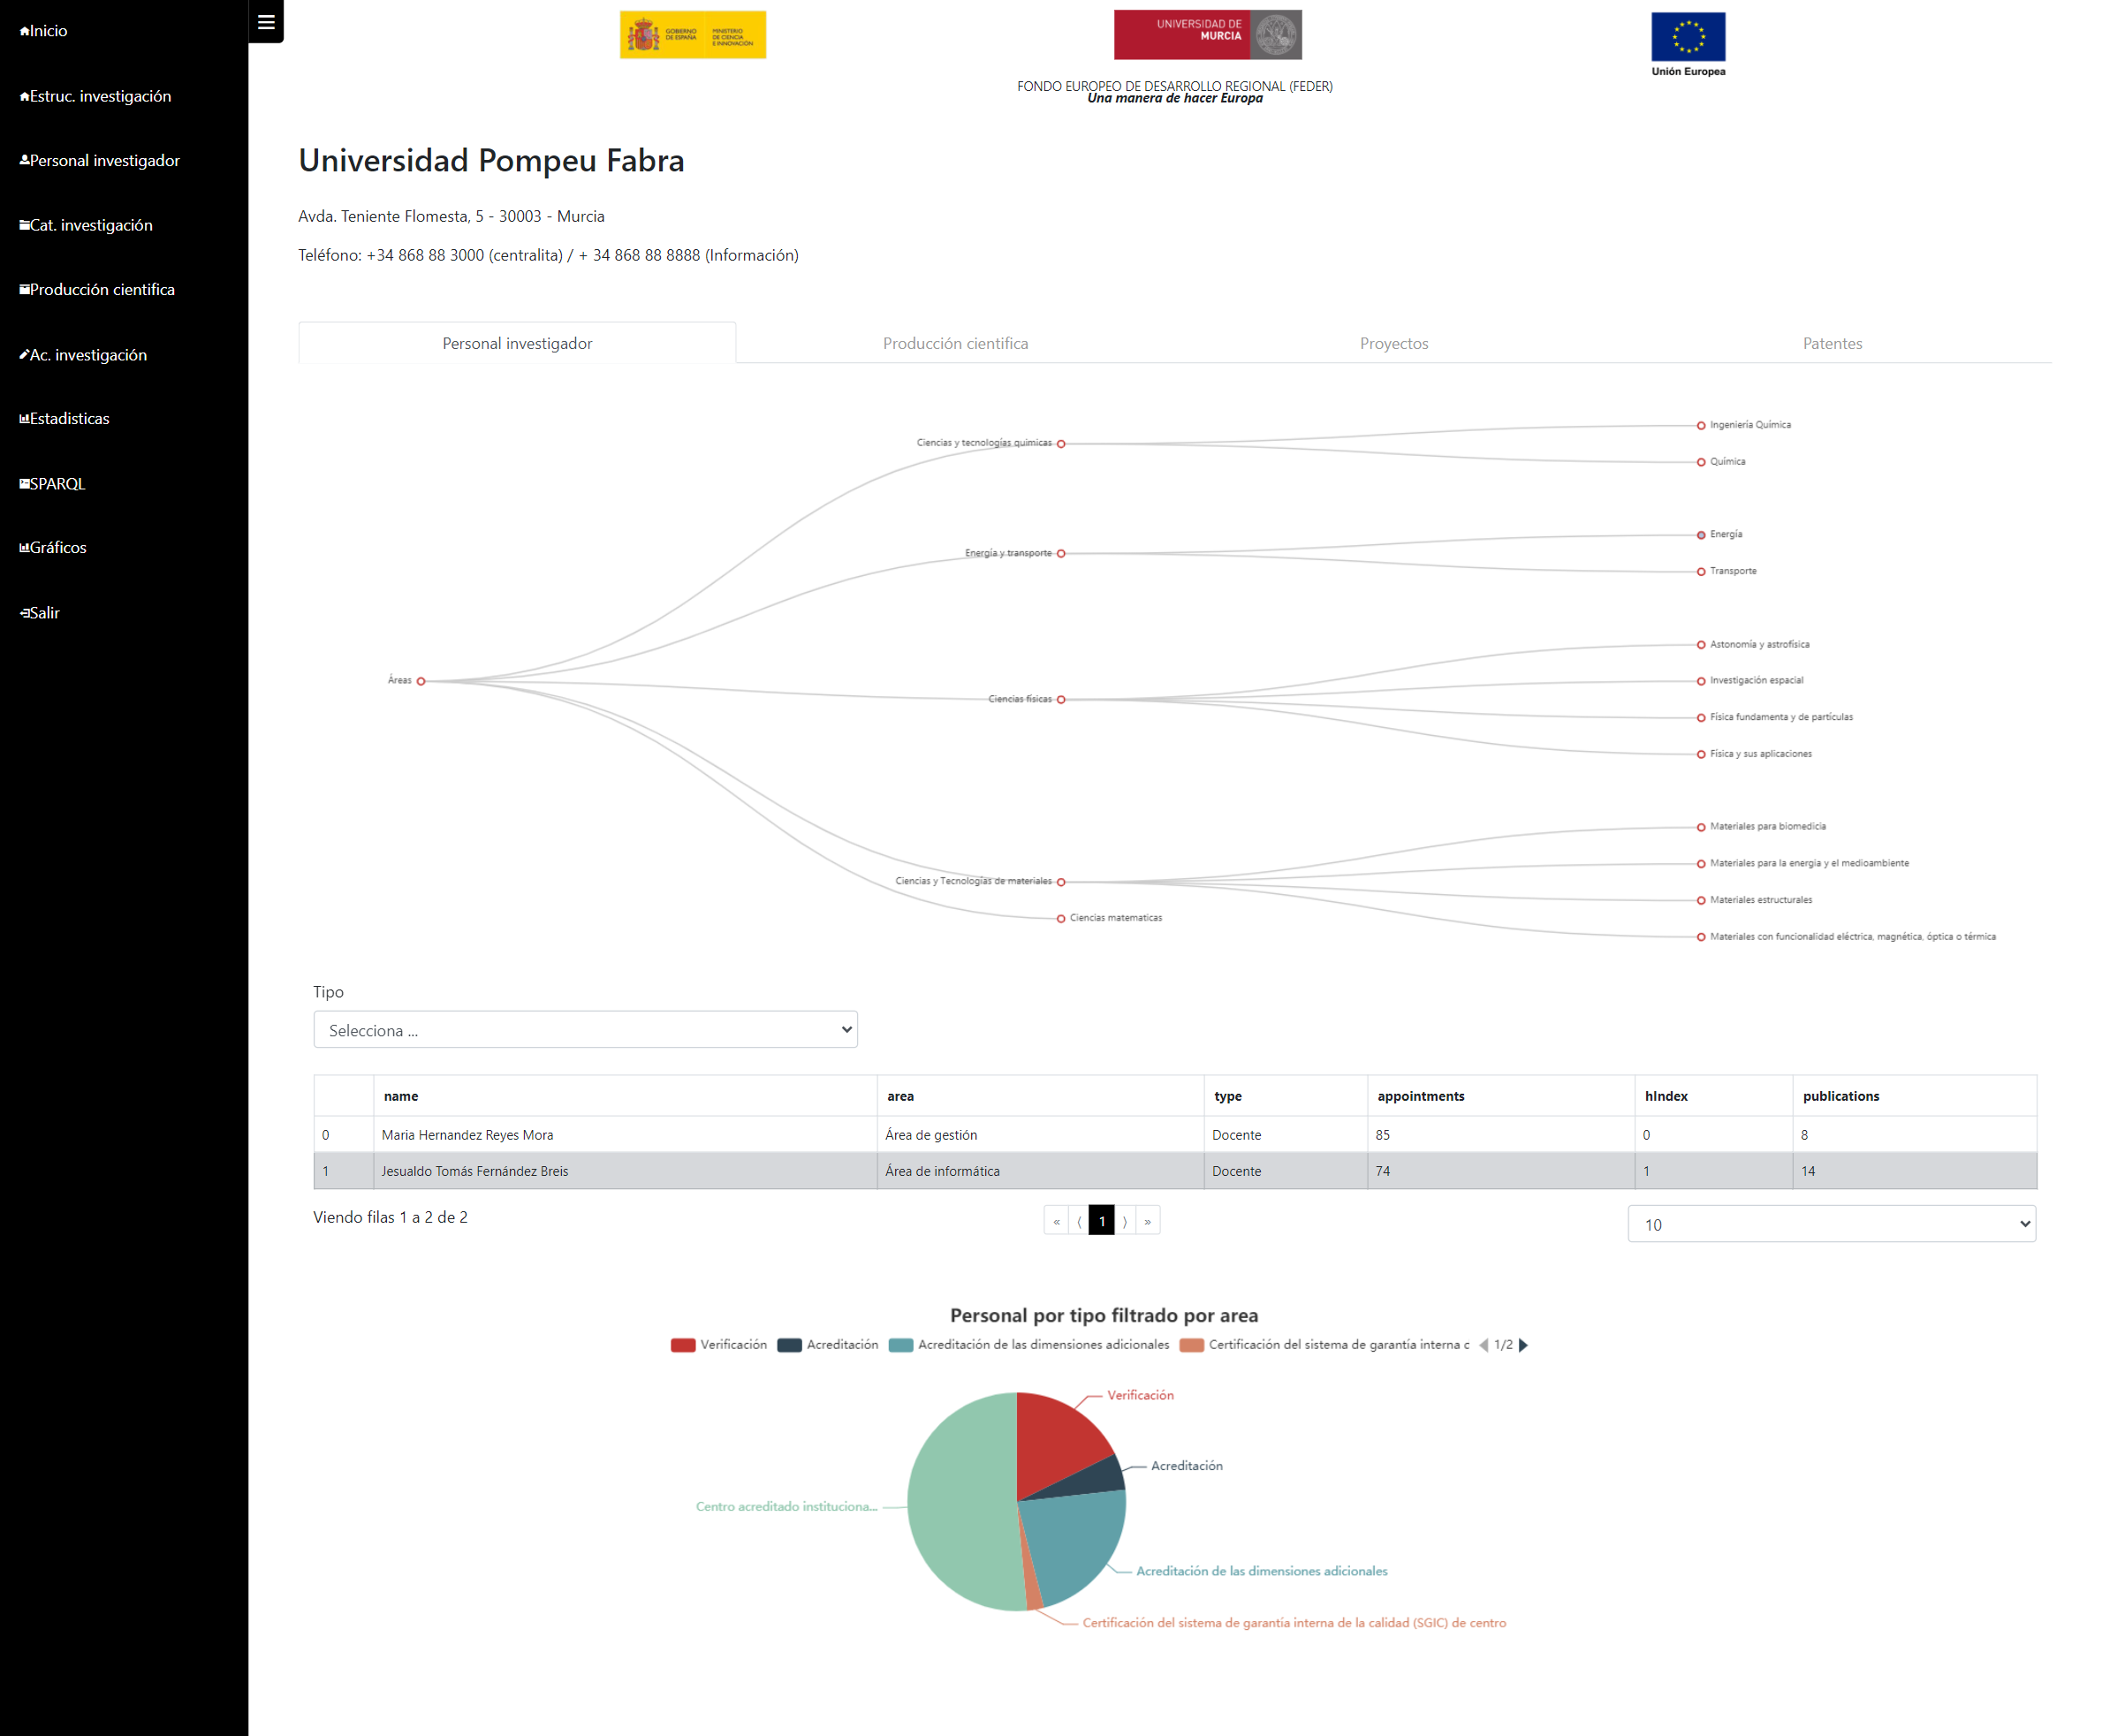 Inicio
Estruc. investigación
Personal investigador
Cat. investigación
Producción cientifica
Ac. investigación
Estadisticas
SPARQL
Gráficos
Salir
GOBIERNO DE ESPAÑA
MINISTERIO DE CIENCIA E INNOVACIÓN
UNIVERSIDAD DE
MURCIA
Unión Europea
FONDO EUROPEO DE DESARROLLO REGIONAL (FEDER)
Una manera de hacer Europa
Universidad Pompeu Fabra
Avda. Teniente Flomesta, 5 - 30003 - Murcia
Teléfono: +34 868 88 3000 (centralita) / + 34 868 88 8888 (Información)
Personal investigador Producción cientifica Proyectos Patentes
Áreas
Ciencias y tecnologías quimicas
Ingeniería Química
Química
Energía y transporte
Energía
Transporte
Ciencias físicas
Astonomía y astrofísica
Investigación espacial
Física fundamenta y de partículas
Física y sus aplicaciones
Ciencias y Tecnologías de materiales
Materiales para biomedicia
Materiales para la energia y el medioambiente
Materiales estructurales
Materiales con funcionalidad eléctrica, magnética, óptica o térmica
Ciencias matematicas
Tipo
Selecciona ...
name area type appointments hIndex publications
0 Maria Hernandez Reyes Mora Área de gestión Docente 85 0 8
1 Jesualdo Tomás Fernández Breis Área de informática Docente 74 1 14
Viendo filas 1 a 2 de 2
« ⟨ 1 ⟩ »
10
Personal por tipo filtrado por area
Verificación Acreditación Acreditación de las dimensiones adicionales Certificación del sistema de garantía interna c 1/2
Verificación
Acreditación
Centro acreditado instituciona...
Acreditación de las dimensiones adicionales
Certificación del sistema de garantía interna de la calidad (SGIC) de centro